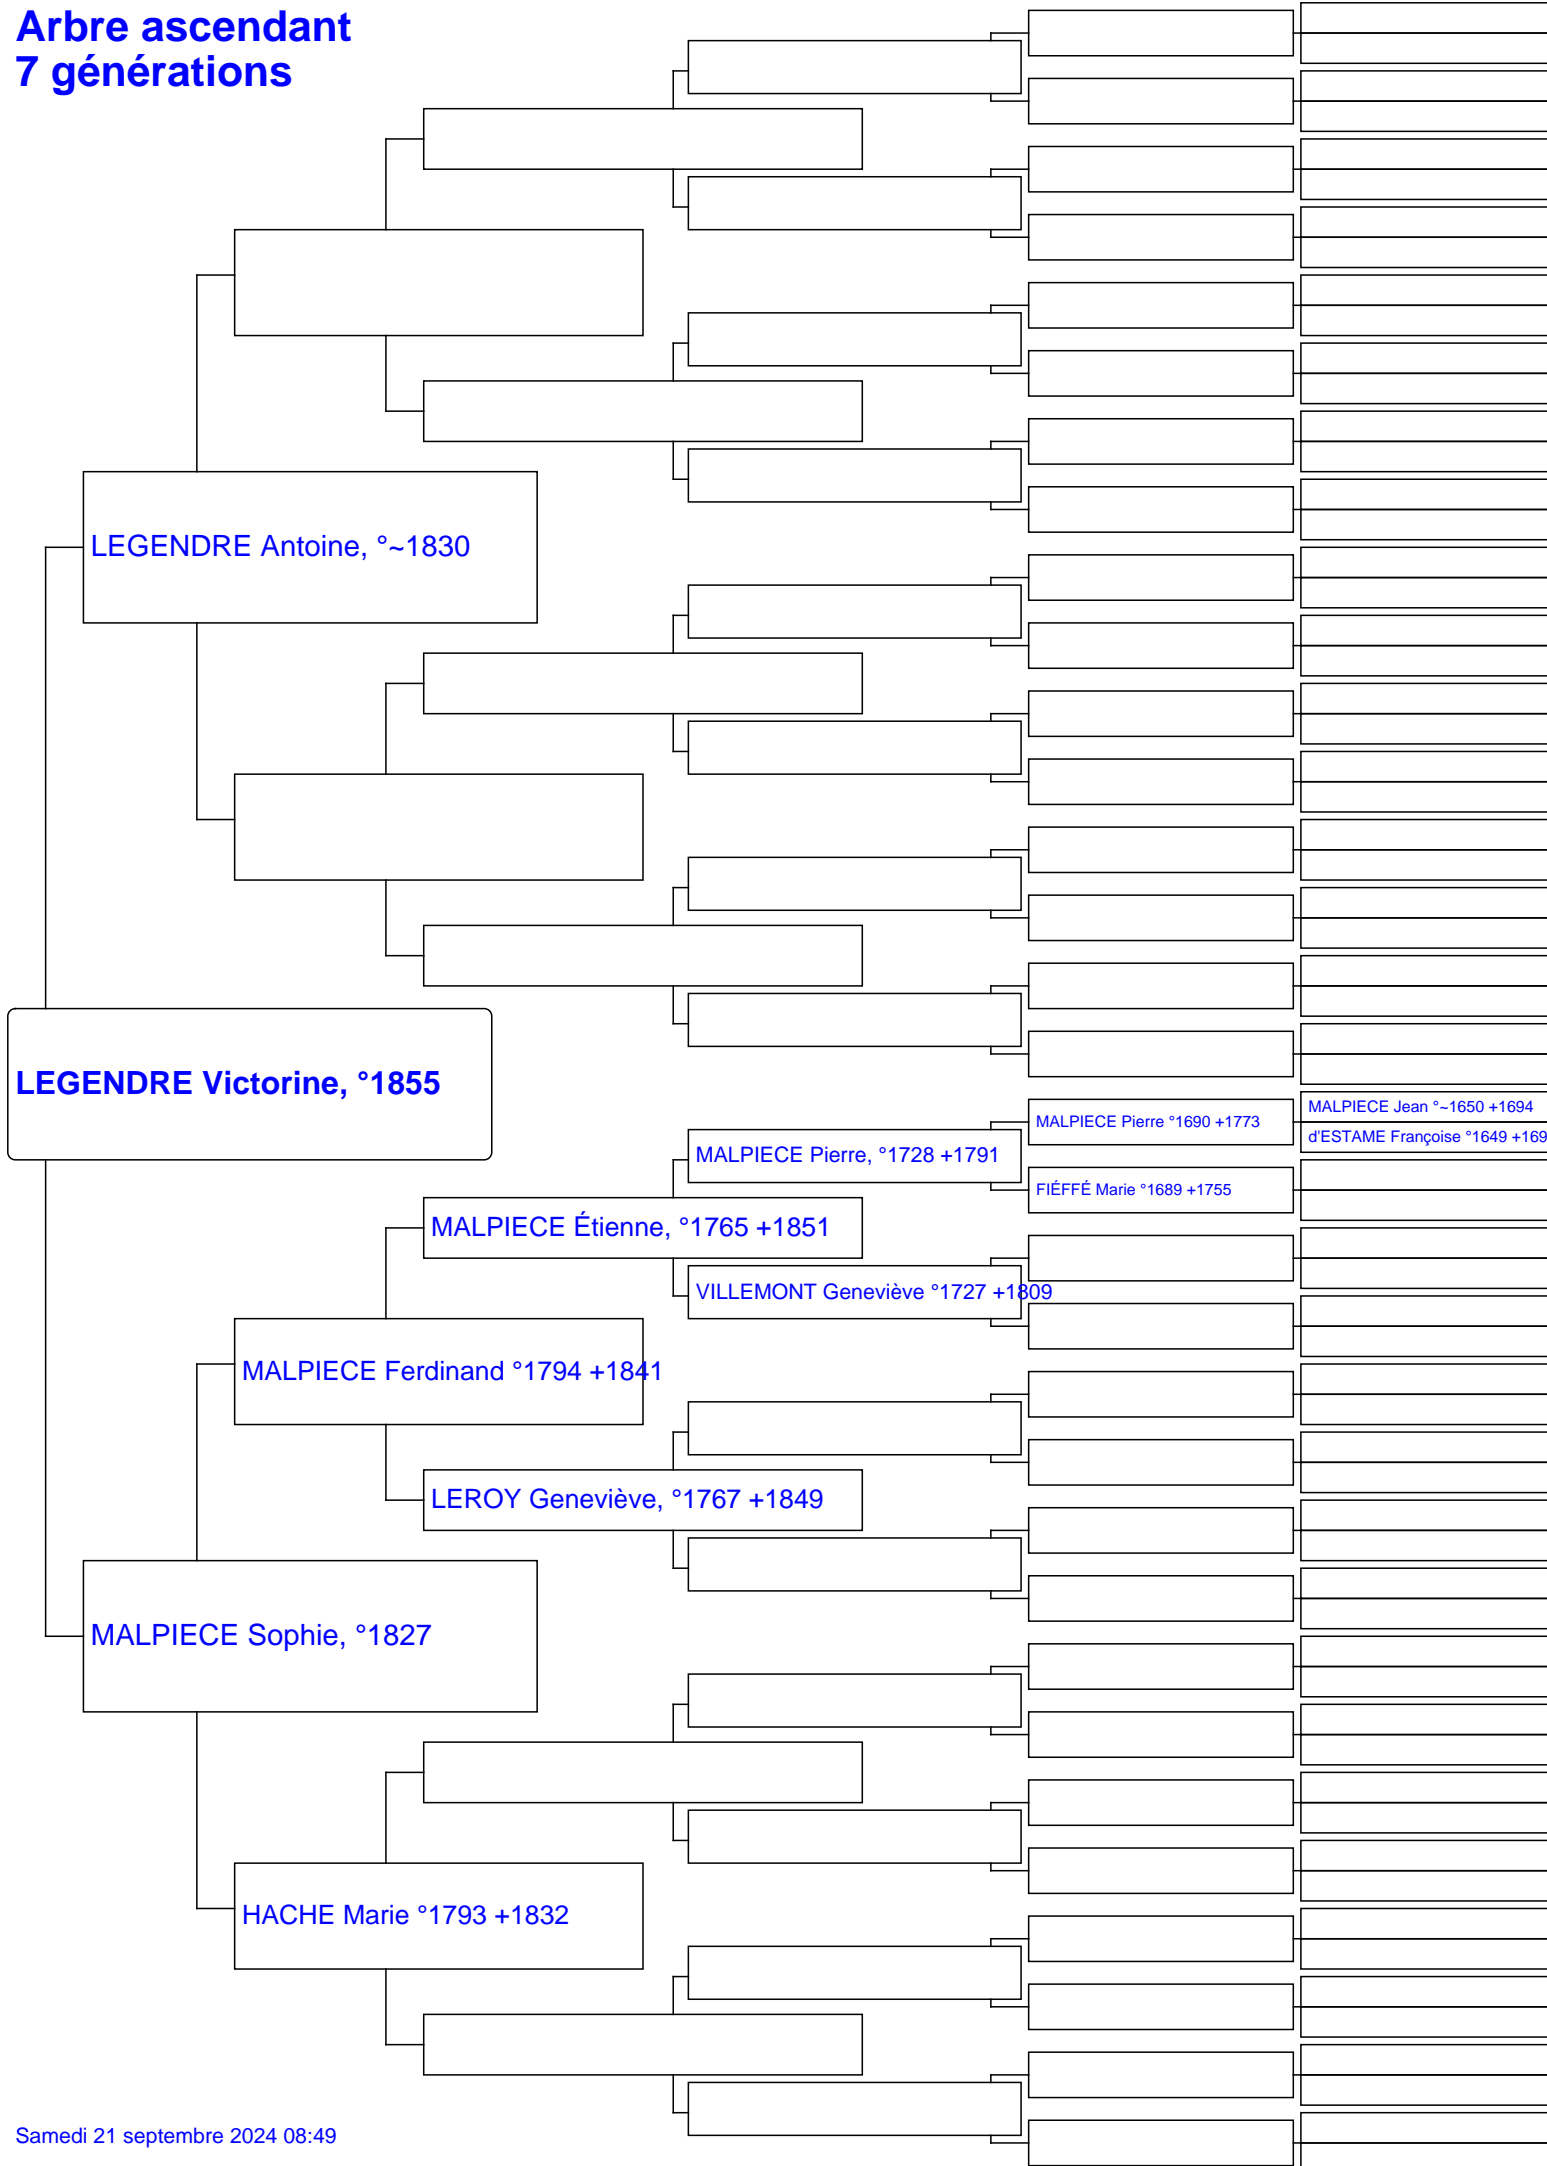 Arbre ascendant
7 générations
LEGENDRE Antoine, °~1830
LEGENDRE Victorine, °1855
MALPIECE Jean °~1650 +1694
MALPIECE Pierre °1690 +1773
d'ESTAME Françoise °1649 +169
MALPIECE Pierre, °1728 +1791
FIÉFFÉ Marie °1689 +1755
MALPIECE Étienne, °1765 +1851
VILLEMONT Geneviève °1727 +1809
MALPIECE Ferdinand °1794 +1841
LEROY Geneviève, °1767 +1849
MALPIECE Sophie, °1827
HACHE Marie °1793 +1832
Samedi 21 septembre 2024 08:49